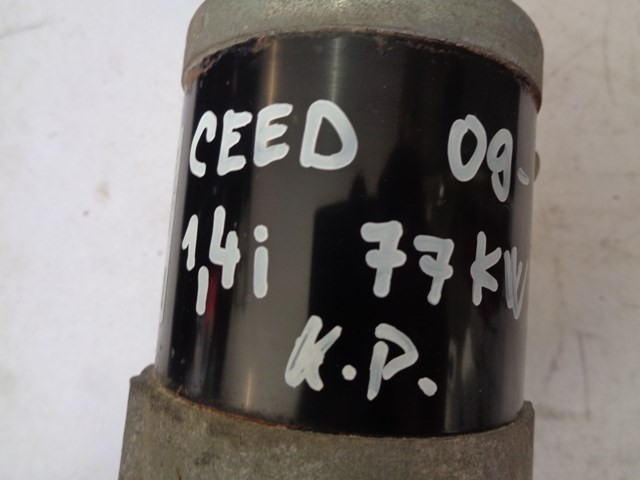 CEED 09-
1,4i 77kW
K.P.